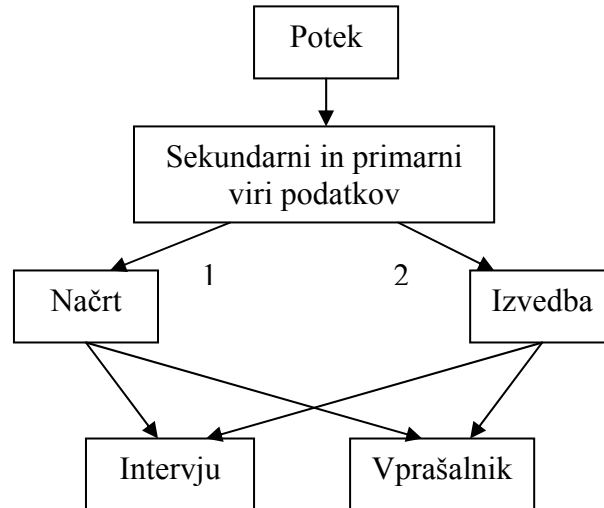 Potek
Sekundarni in primarni
viri podatkov
1
2
Načrt
Izvedba
Intervju
Vprašalnik